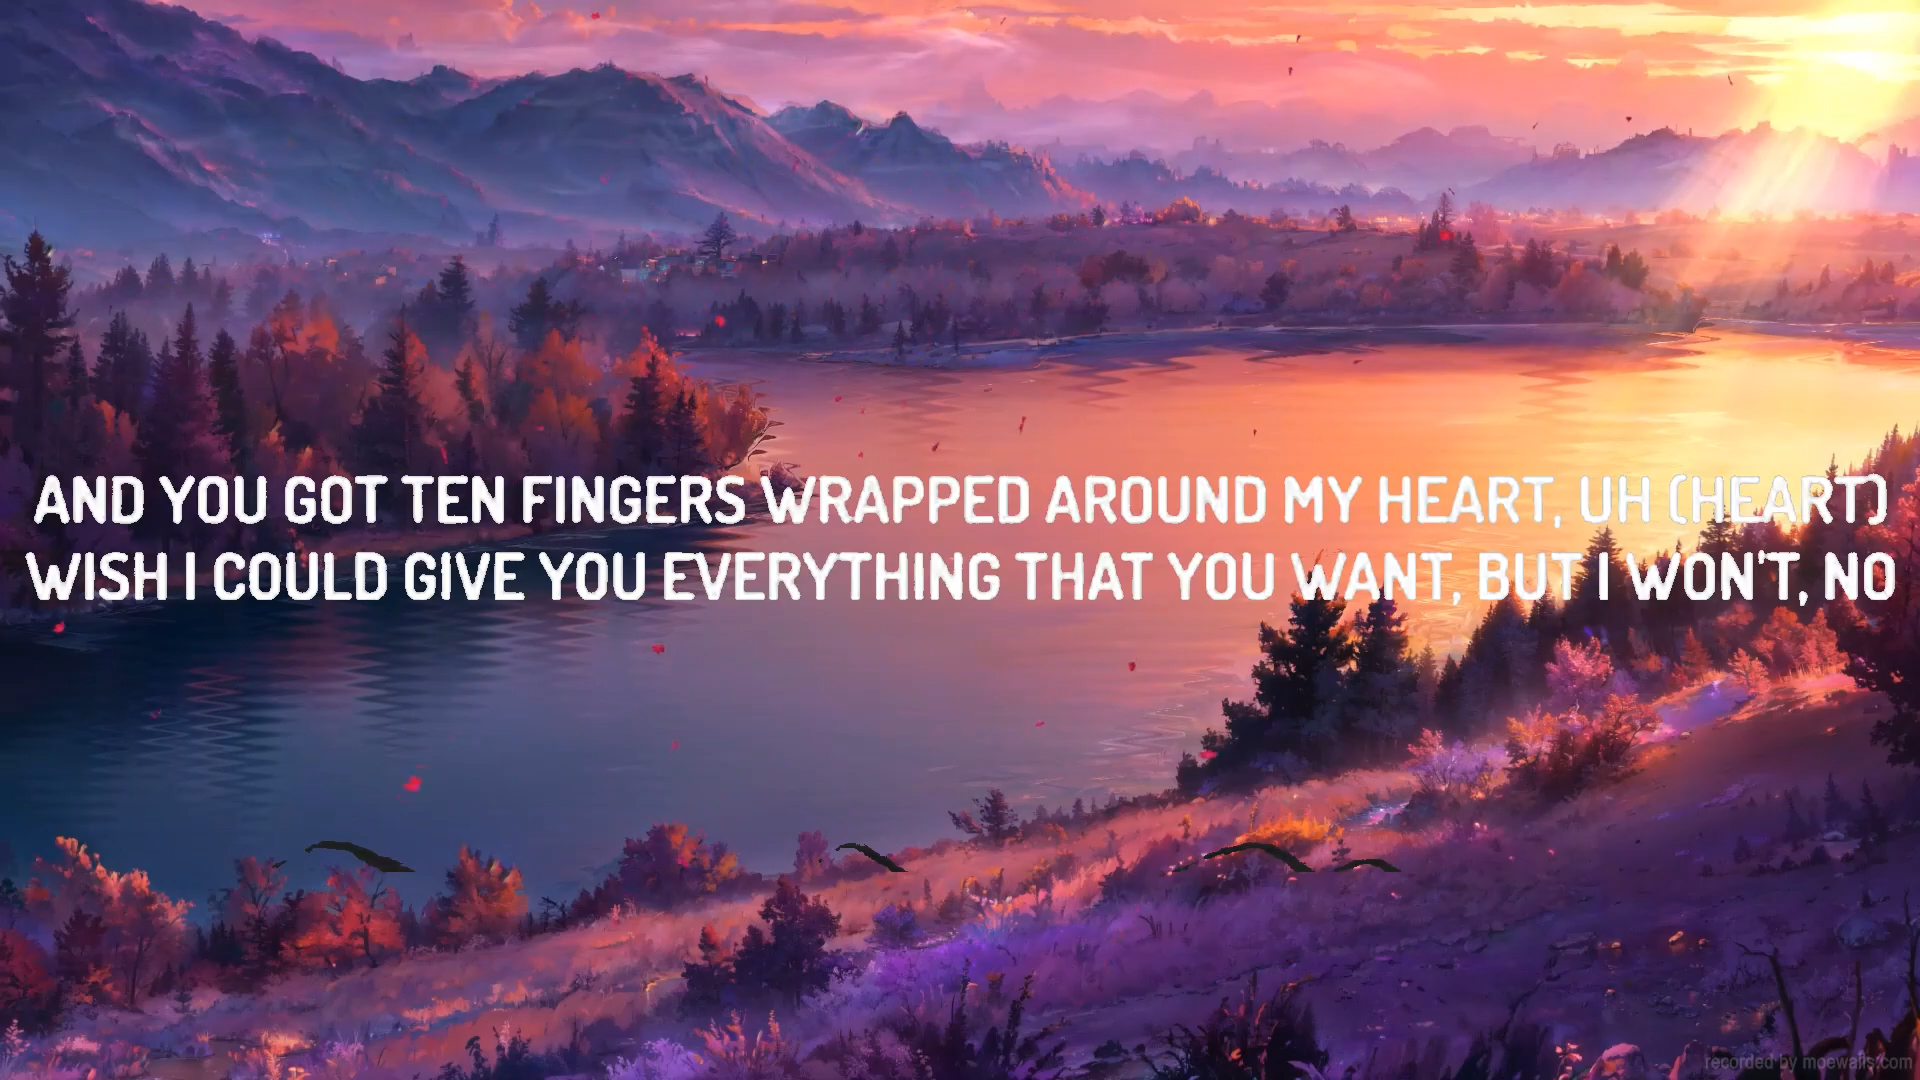 AND YOU GOT TEN FINGERS WRAPPED AROUND MY HEART, UH (HEART)
WISH I COULD GIVE YOU EVERYTHING THAT YOU WANT, BUT I WON'T, NO
recorded by moewalls.com